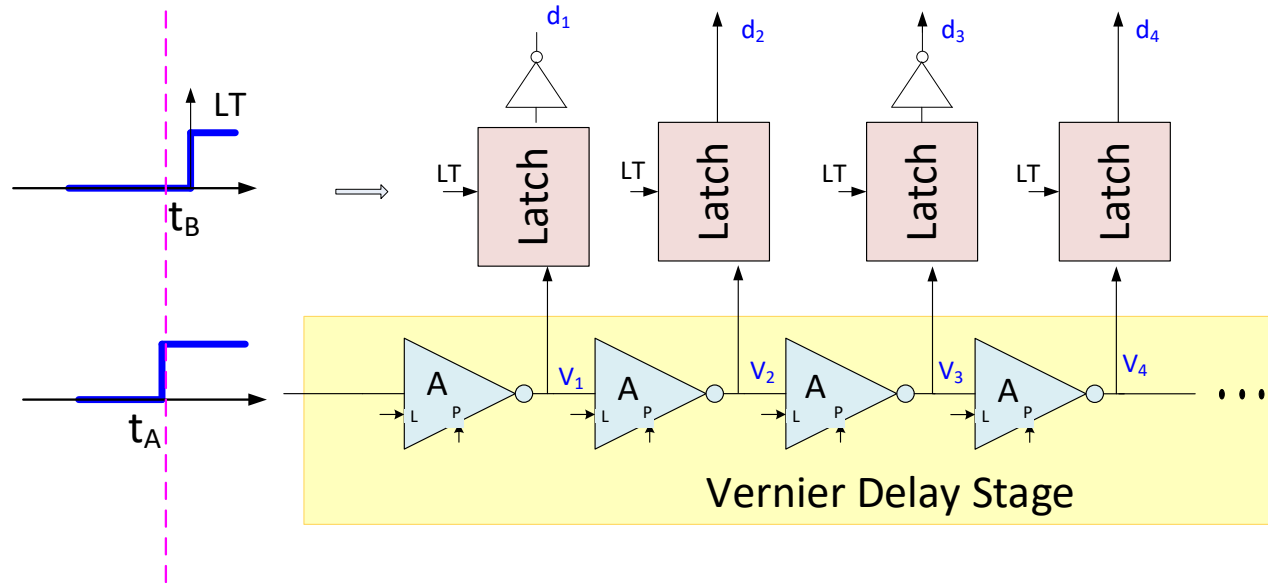 d1
d2
d3
d4
LT
tB
LT
Latch
LT
Latch
LT
Latch
LT
Latch
tA
A
L
P
V1
A
L
P
V2
A
L
P
V3
A
L
P
V4
Vernier Delay Stage